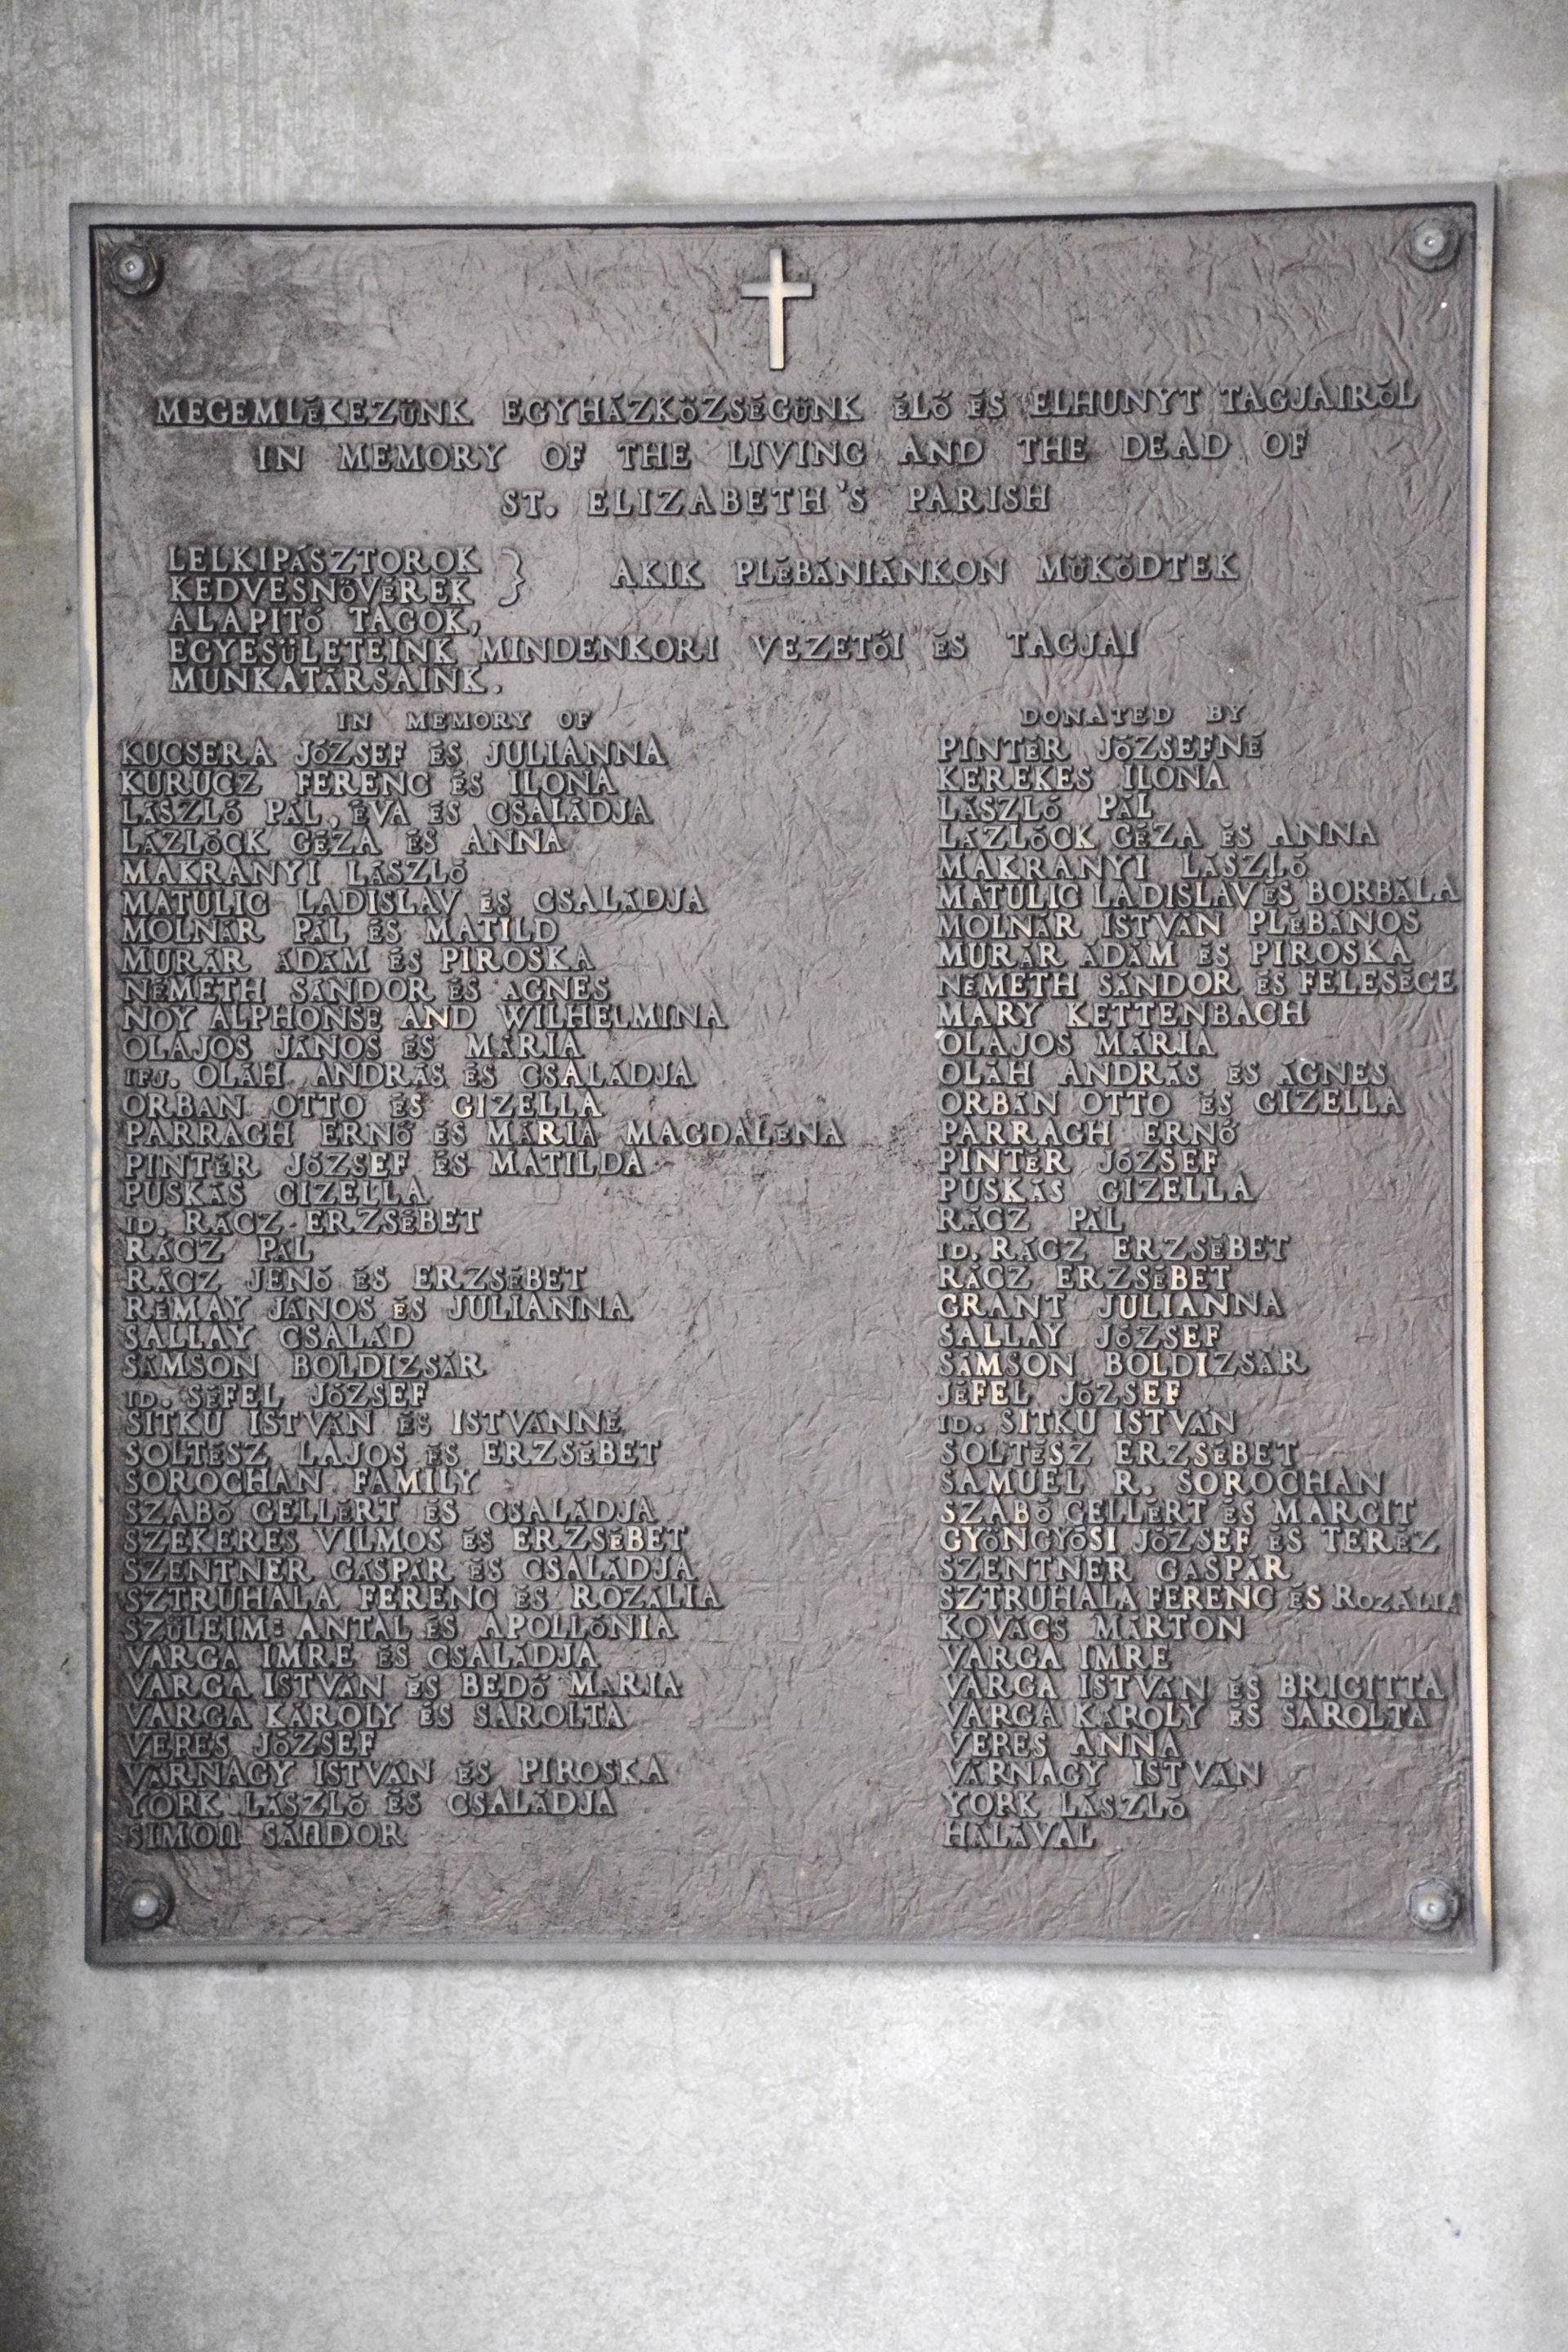 MEGEMLÉKEZÜNK EGYHÁZKÖZSÉGÜNK ÉLŐ ÉS ELHUNYT TAGJAIRÓL
IN MEMORY OF THE LIVING AND THE DEAD OF
ST. ELIZABETH'S PARISH
LELKIPÁSZTOROK
KEDVESNŐVÉREK } AKIK PLÉBÁNIÁNKON MŰKÖDTEK
ALAPITÓ TAGOK,
EGYESÜLETEINK MINDENKORI VEZETŐI ÉS TAGJAI
MUNKATÁRSAINK.
IN MEMORY OF DONATED BY
KUCSERA JÓZSEF ÉS JULIANNA PINTÉR JÓZSEFNÉ
KURUCZ FERENC ÉS ILONA KEREKES ILONA
LÁSZLÓ PÁL, ÉVA ÉS CSALÁDJA LÁSZLÓ PÁL
LÁZLÓCK GÉZA ÉS ANNA LÁZLÓCK GÉZA ÉS ANNA
MAKRANYI LÁSZLÓ MAKRANYI LÁSZLÓ
MATULIC LADISLAV ÉS CSALÁDJA MATULIC LADISLAV ÉS BORBÁLA
MOLNÁR PÁL ÉS MATILD MOLNÁR ISTVÁN PLÉBÁNOS
MURÁR ÁDÁM ÉS PIROSKA MURÁR ÁDÁM ÉS PIROSKA
NÉMETH SÁNDOR ÉS AGNES NÉMETH SÁNDOR ÉS FELESÉGE
NOY ALPHONSE AND WILHELMINA MARY KETTENBACH
OLAJOS JÁNOS ÉS MÁRIA OLAJOS MÁRIA
IFJ. OLÁH ANDRÁS ÉS CSALÁDJA OLÁH ANDRÁS ÉS ÁGNES
ORBAN OTTO ÉS GIZELLA ORBÁN OTTO ÉS GIZELLA
PARRAGH ERNŐ ÉS MÁRIA MAGDALÉNA PARRAGH ERNŐ
PINTÉR JÓZSEF ÉS MATILDA PINTÉR JÓZSEF
PUSKÁS GIZELLA PUSKÁS GIZELLA
ID. RÁCZ ERZSÉBET RÁCZ PÁL
RÁCZ PÁL ID. RÁCZ ERZSÉBET
RÁCZ JENŐ ÉS ERZSÉBET RÁCZ ERZSÉBET
RÉMAY JÁNOS ÉS JULIANNA GRANT JULIANNA
SALLAY CSALÁD SALLAY JÓZSEF
SÁMSON BOLDIZSÁR SÁMSON BOLDIZSÁR
ID. SÉFEL JÓZSEF JÉFEL JÓZSEF
SITKU ISTVÁN ÉS ISTVÁNNÉ ID. SITKU ISTVÁN
SOLTÉSZ LAJOS ÉS ERZSÉBET SOLTÉSZ ERZSÉBET
SOROCHAN FAMILY SAMUEL R. SOROCHAN
SZABÓ GELLÉRT ÉS CSALÁDJA SZABÓ GELLÉRT ÉS MARGIT
SZEKERES VILMOS ÉS ERZSÉBET GYÖNGYÖSI JÓZSEF ÉS TERÉZ
SZENTNER GÁSPÁR ÉS CSALÁDJA SZENTNER GÁSPÁR
SZTRUHALA FERENC ÉS ROZÁLIA SZTRUHALA FERENC ÉS ROZÁLIA
SZÜLEIM: ANTAL ÉS APOLLÓNIA KOVÁCS MÁRTON
VARGA IMRE ÉS CSALÁDJA VARGA IMRE
VARGA ISTVÁN ÉS BEDŐ MÁRIA VARGA ISTVÁN ÉS BRIGITTA
VARGA KÁROLY ÉS SAROLTA VARGA KÁROLY ÉS SAROLTA
VERES JÓZSEF VERES ANNA
VÁRNAGY ISTVÁN ÉS PIROSKA VÁRNAGY ISTVÁN
YORK LÁSZLÓ ÉS CSALÁDJA YORK LÁSZLÓ
SIMON SÁNDOR HÁLÁVAL